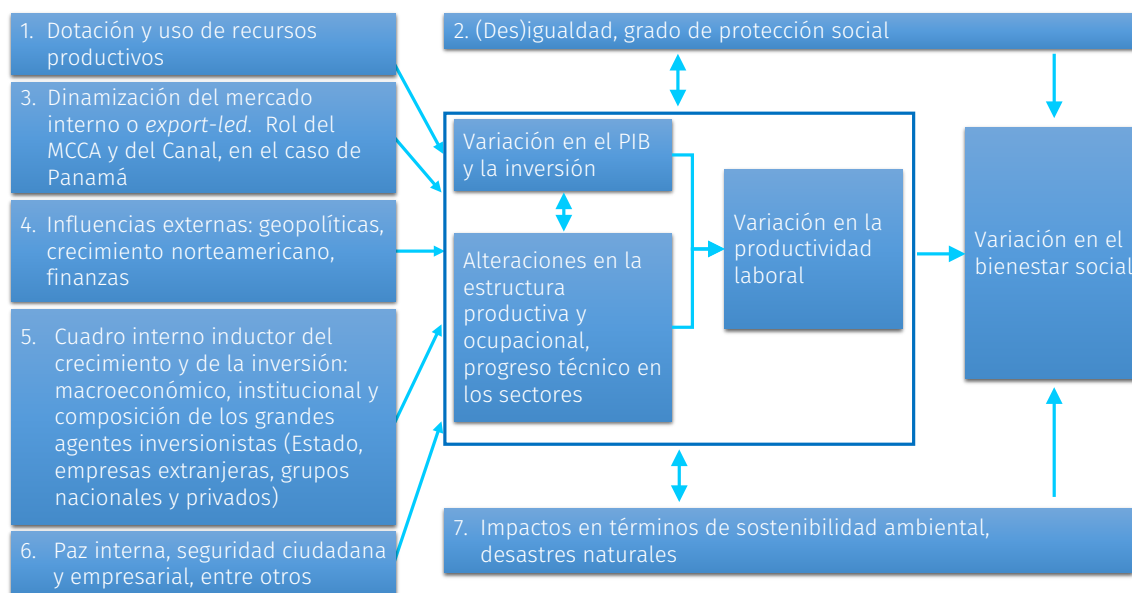 1. Dotación y uso de recursos
productivos
2. (Des)igualdad, grado de protección social
3. Dinamización del mercado
interno o export-led. Rol del
MCCA y del Canal, en el caso de
Panamá
4. Influencias externas: geopolíticas,
crecimiento norteamericano,
finanzas
5. Cuadro interno inductor del
crecimiento y de la inversión:
macroeconómico, institucional y
composición de los grandes
agentes inversionistas (Estado,
empresas extranjeras, grupos
nacionales y privados)
6. Paz interna, seguridad ciudadana
y empresarial, entre otros
Variación en el PIB
y la inversión
Alteraciones en la
estructura
productiva y
ocupacional,
progreso técnico en
los sectores
Variación en la
productividad
laboral
Variación en el
bienestar social
7. Impactos en términos de sostenibilidad ambiental,
desastres naturales